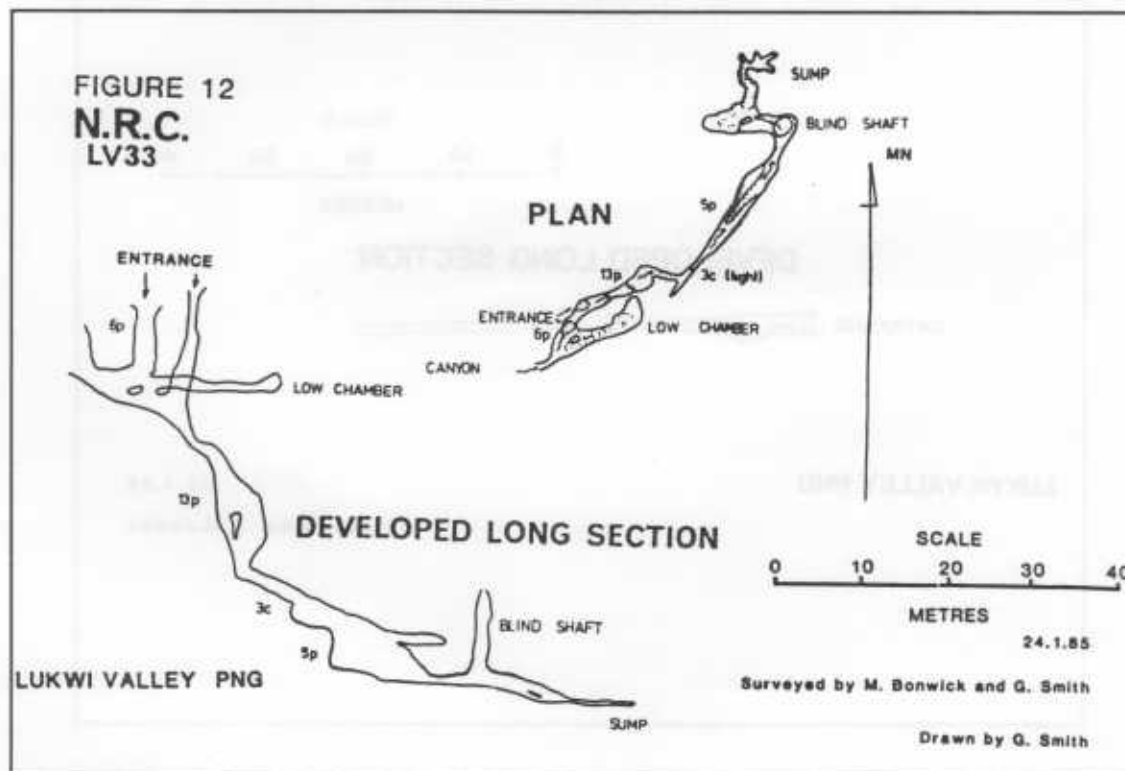 FIGURE 12
N.R.C.
LV33
SUMP
BLIND SHAFT
MN
PLAN
5p
ENTRANCE
13p
3c (tight)
ENTRANCE
6p
6p
LOW CHAMBER
LOW CHAMBER
CANYON
13p
DEVELOPED LONG SECTION
SCALE
0 10 20 30 40
METRES
3c
BLIND SHAFT
5p
24.1.85
LUKWI VALLEY PNG
Surveyed by M. Bonwick and G. Smith
SUMP
Drawn by G. Smith